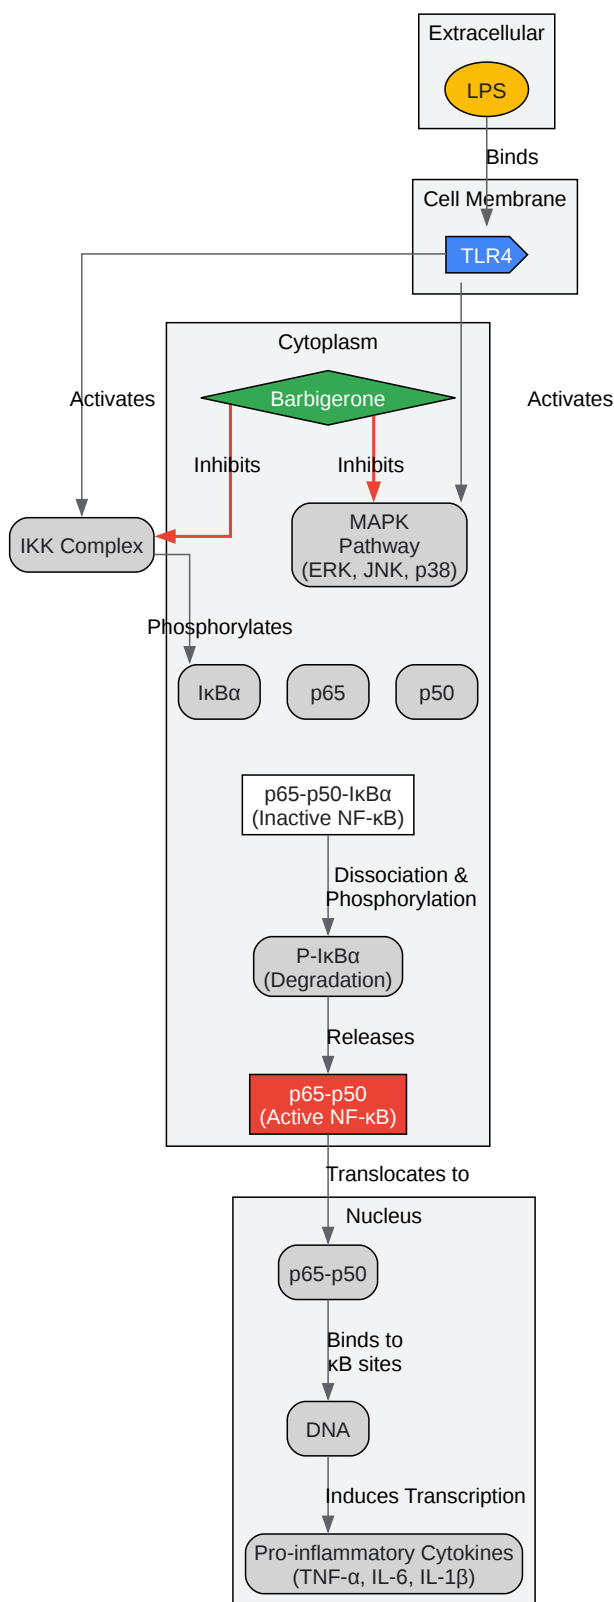 Extracellular
LPS
Binds
Cell Membrane
TLR4
Cytoplasm
Barbigerone
Activates
Activates
Inhibits
Inhibits
IKK Complex
MAPK
Pathway
(ERK, JNK, p38)
Phosphorylates
IκBα
p65
p50
p65-p50-IκBα
(Inactive NF-κB)
Dissociation &
Phosphorylation
P-IκBα
(Degradation)
Releases
p65-p50
(Active NF-κB)
Translocates to
Nucleus
p65-p50
Binds to
κB sites
DNA
Induces Transcription
Pro-inflammatory Cytokines
(TNF-α, IL-6, IL-1β)